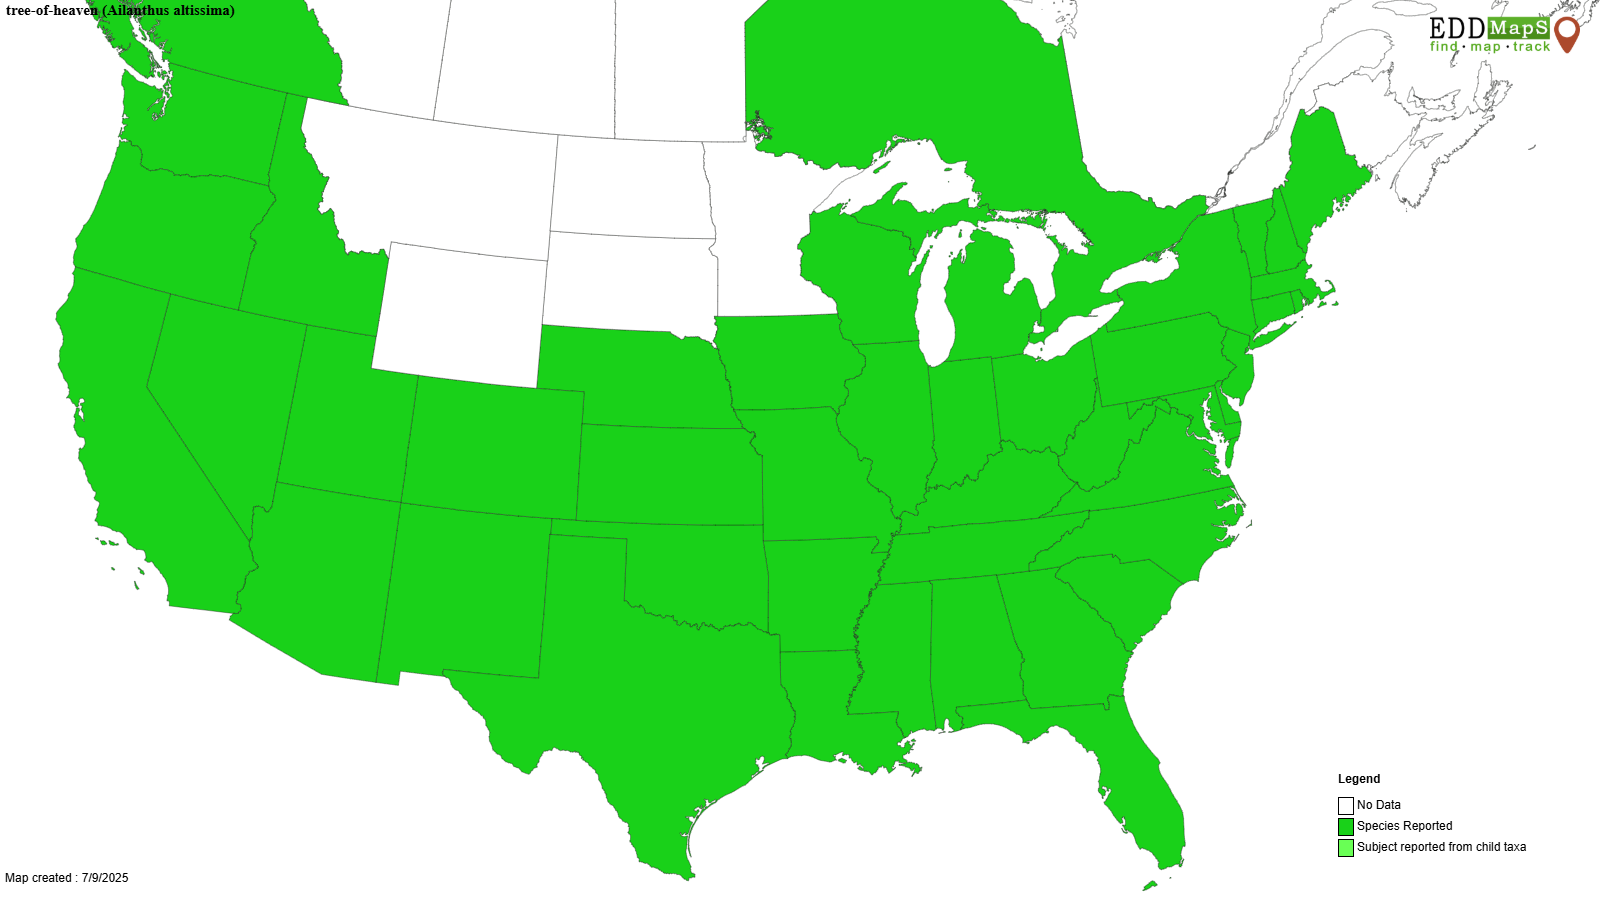 tree-of-heaven (Ailanthus altissima)
EDDMapS
find · map · track
Legend
No Data
Species Reported
Subject reported from child taxa
Map created : 7/9/2025